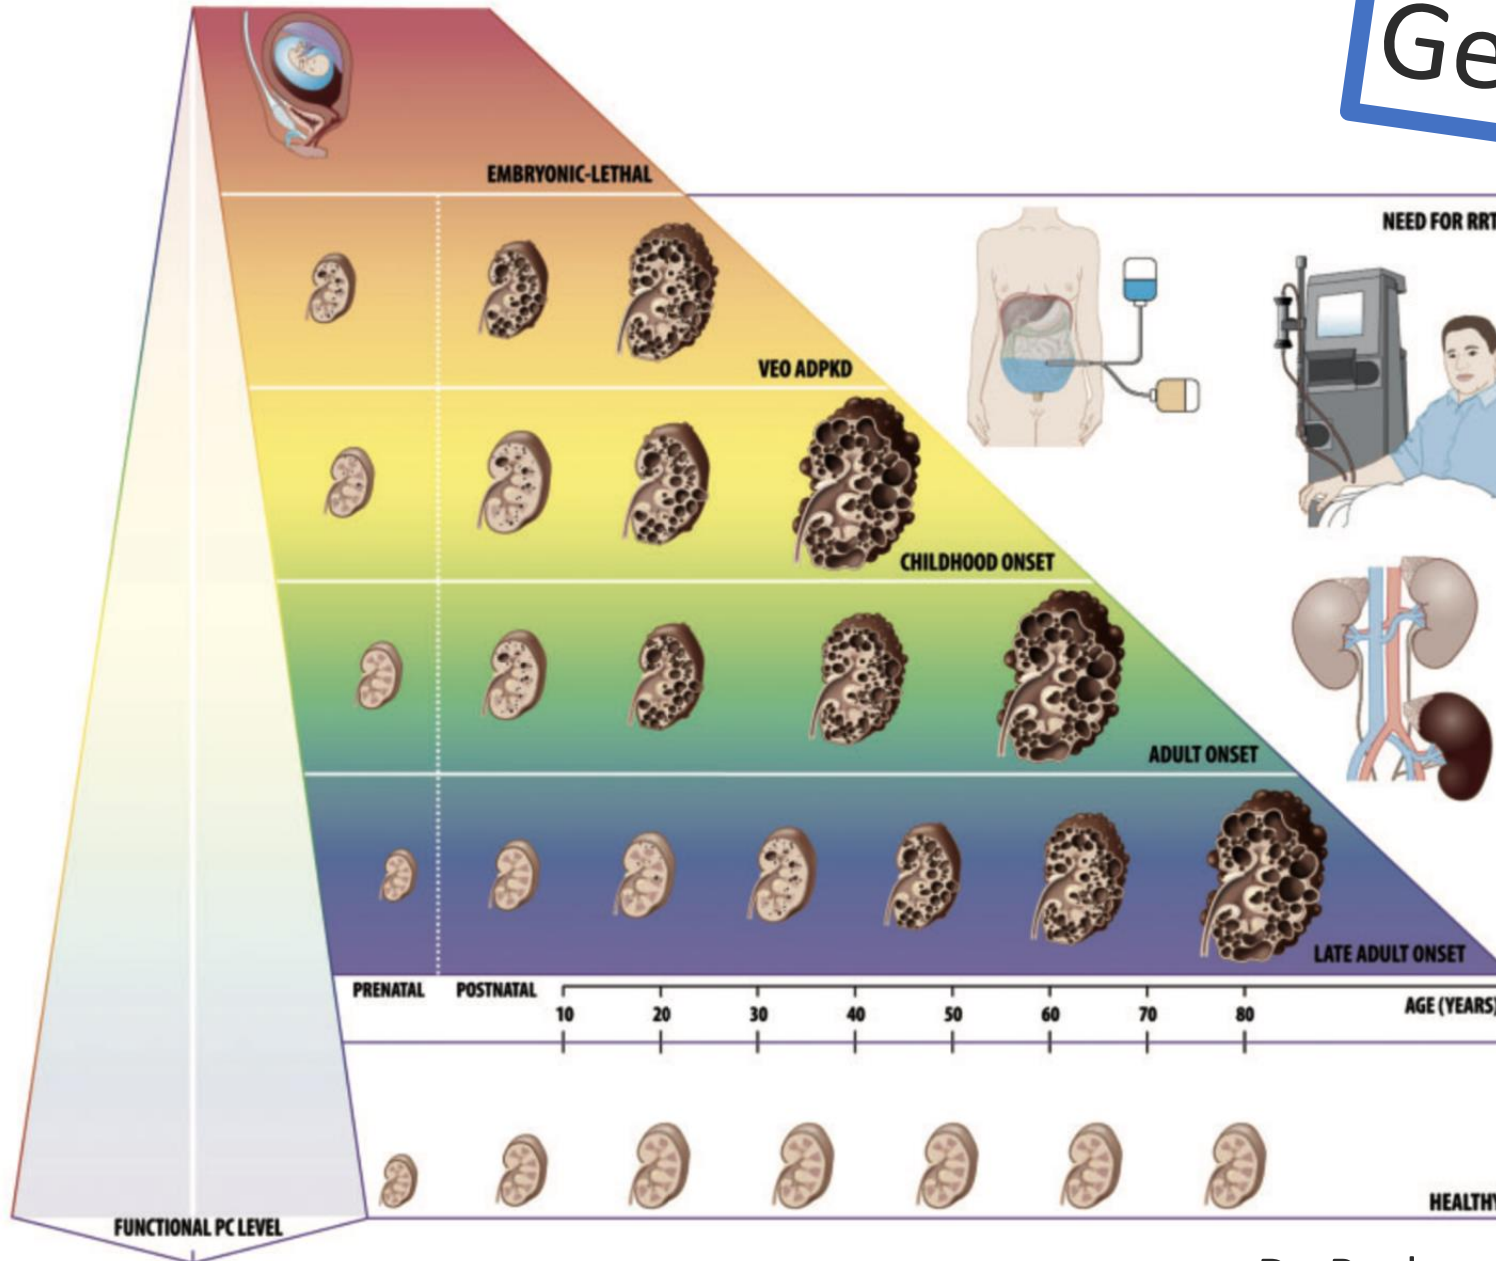 Ge
EMBRYONIC-LETHAL
NEED FOR RRT
VEO ADPKD
CHILDHOOD ONSET
ADULT ONSET
LATE ADULT ONSET
PRENATAL POSTNATAL
10 20 30 40 50 60 70 80 AGE (YEARS)
HEALTHY
FUNCTIONAL PC LEVEL